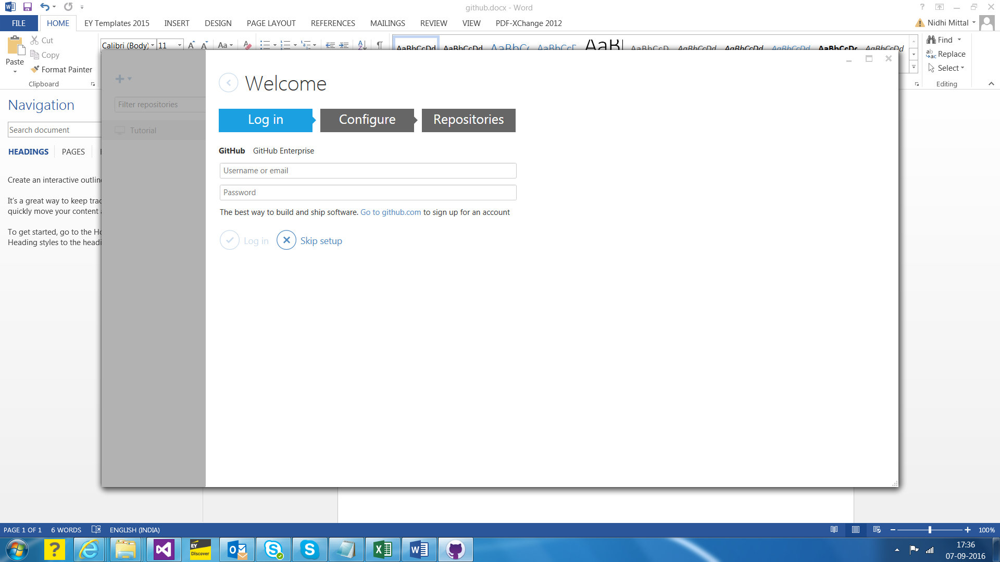 github.docx - Word
FILE HOME EY Templates 2015 INSERT DESIGN PAGE LAYOUT REFERENCES MAILINGS REVIEW VIEW PDF-XChange 2012 Nidhi Mittal
Cut
Copy
Format Painter
Paste
Clipboard
Calibri (Body) 11
Aa
AaBbCcDd AaBbCcDd AaBbCc AaBbCcD AaB AaBbCcD AaBbCcDd AaBbCcDd AaBbCcDd AaBbCcDc AaBbCcDd
Find
Replace
Select
Editing
Navigation
Search document
HEADINGS PAGES
Create an interactive outlin
It's a great way to keep trac
quickly move your content a
To get started, go to the Ho
Heading styles to the headi
Filter repositories
Tutorial
Welcome
Log in Configure Repositories
GitHub GitHub Enterprise
Username or email
Password
The best way to build and ship software. Go to github.com to sign up for an account
Log in Skip setup
PAGE 1 OF 1 6 WORDS ENGLISH (INDIA) 100%
EY
Discover
17:36
07-09-2016